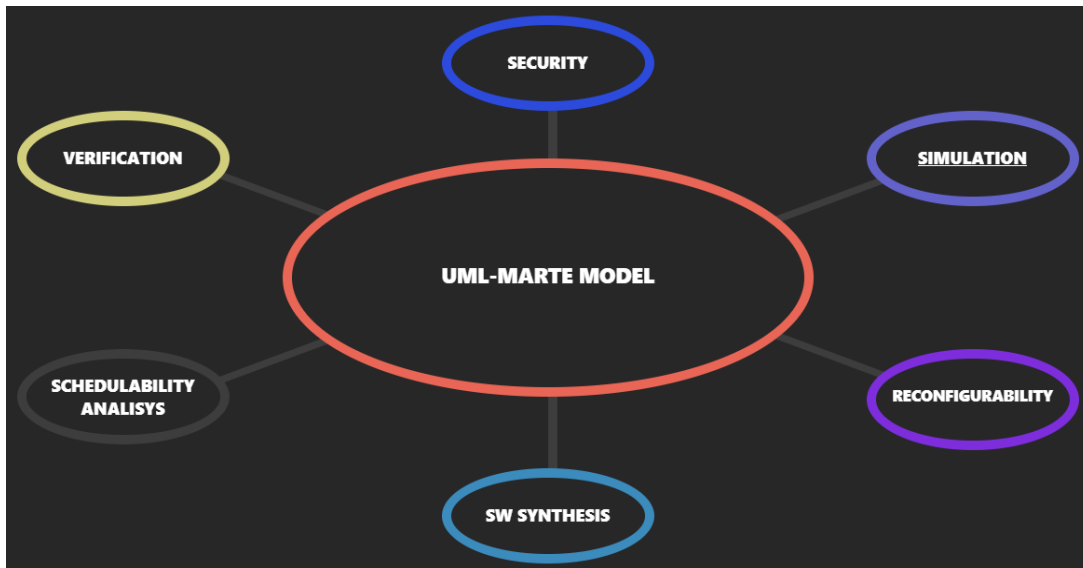 SECURITY
VERIFICATION
SIMULATION
UML-MARTE MODEL
SCHEDULABILITY
ANALISYS
RECONFIGURABILITY
SW SYNTHESIS